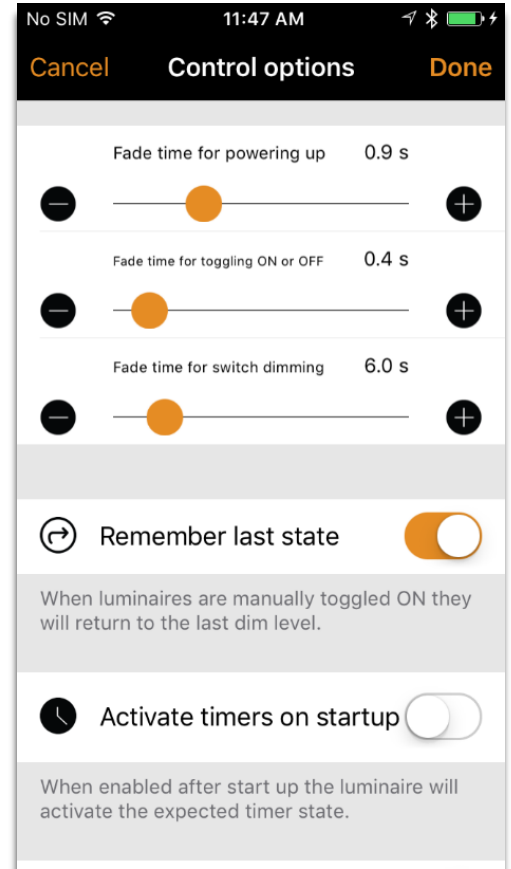 No SIM 11:47 AM
Cancel Control options Done
Fade time for powering up 0.9 s
Fade time for toggling ON or OFF 0.4 s
Fade time for switch dimming 6.0 s
Remember last state
When luminaires are manually toggled ON they
will return to the last dim level.
Activate timers on startup
When enabled after start up the luminaire will
activate the expected timer state.